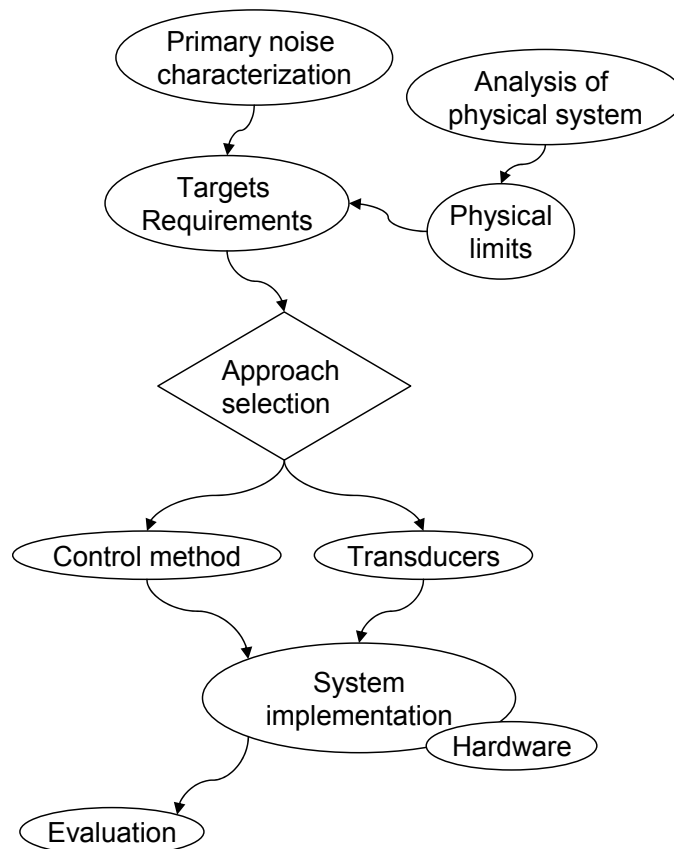 Primary noise
characterization
Analysis of
physical system
Targets
Requirements
Physical
limits
Approach
selection
Control method
Transducers
System
implementation
Hardware
Evaluation